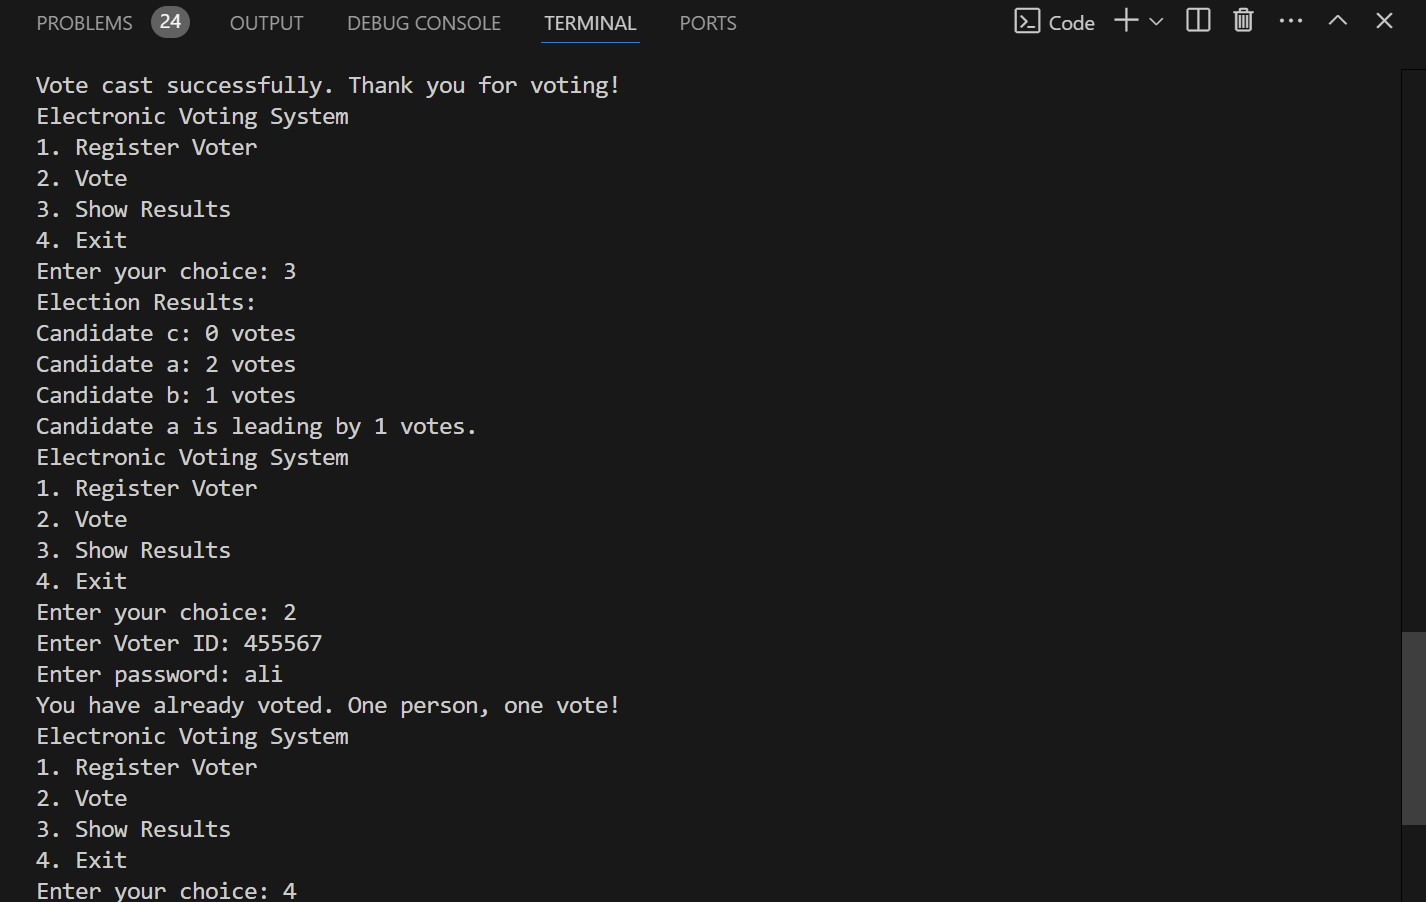 PROBLEMS 24 OUTPUT DEBUG CONSOLE TERMINAL PORTS Code
Vote cast successfully. Thank you for voting!
Electronic Voting System
1. Register Voter
2. Vote
3. Show Results
4. Exit
Enter your choice: 3
Election Results:
Candidate c: 0 votes
Candidate a: 2 votes
Candidate b: 1 votes
Candidate a is leading by 1 votes.
Electronic Voting System
1. Register Voter
2. Vote
3. Show Results
4. Exit
Enter your choice: 2
Enter Voter ID: 455567
Enter password: ali
You have already voted. One person, one vote!
Electronic Voting System
1. Register Voter
2. Vote
3. Show Results
4. Exit
Enter your choice: 4